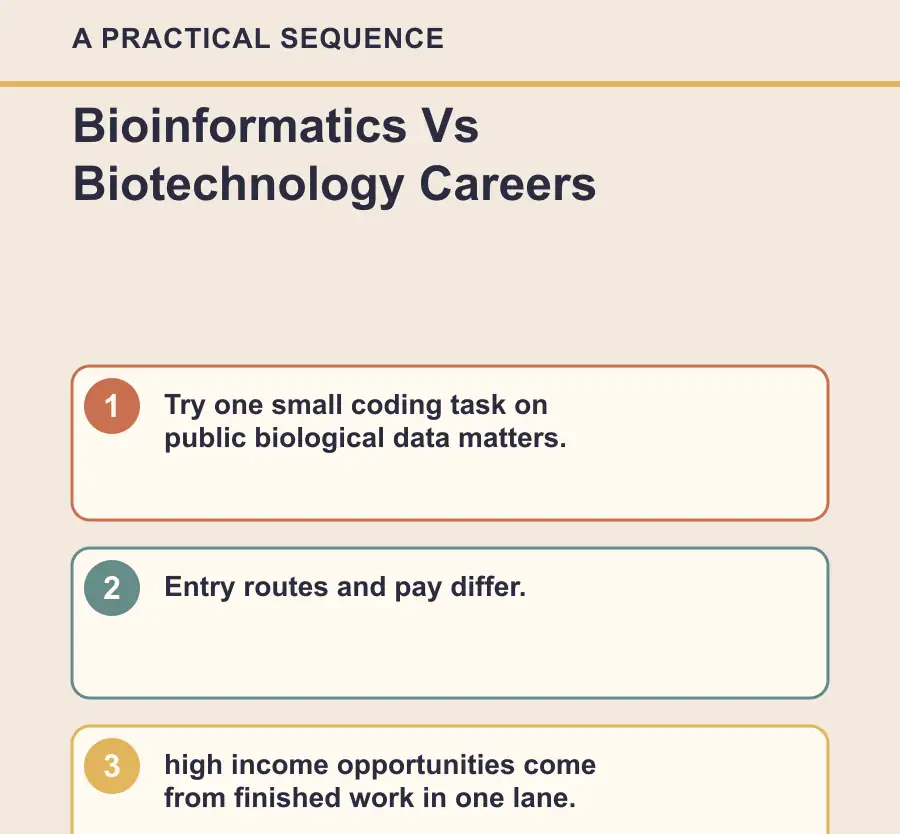 A PRACTICAL SEQUENCE
Bioinformatics Vs
Biotechnology Careers
1
Try one small coding task on
public biological data matters.
2
Entry routes and pay differ.
3
high income opportunities come
from finished work in one lane.